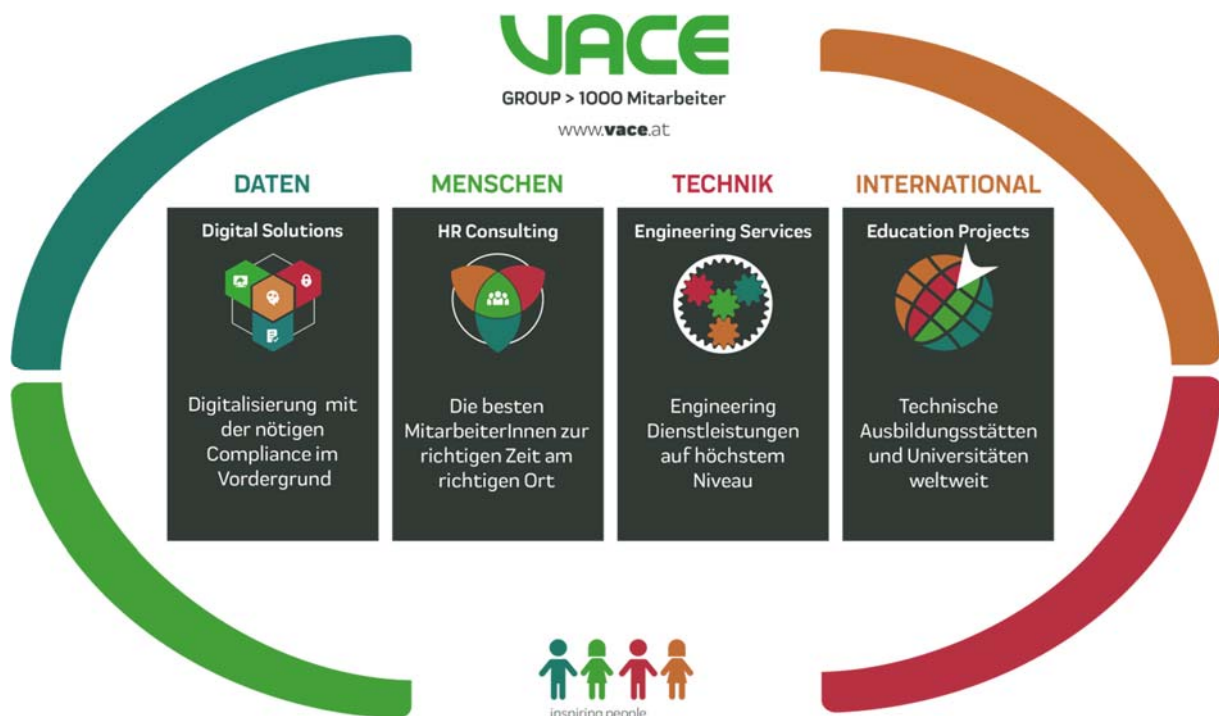 VACE
GROUP > 1000 Mitarbeiter
www.vace.at
DATEN
MENSCHEN
TECHNIK
INTERNATIONAL
Digital Solutions
HR Consulting
Engineering Services
Education Projects
Digitalisierung mit
der nötigen
Compliance im
Vordergrund
Die besten
MitarbeiterInnen zur
richtigen Zeit am
richtigen Ort
Engineering
Dienstleistungen
auf höchstem
Niveau
Technische
Ausbildungsstätten
und Universitäten
weltweit
inspiring people